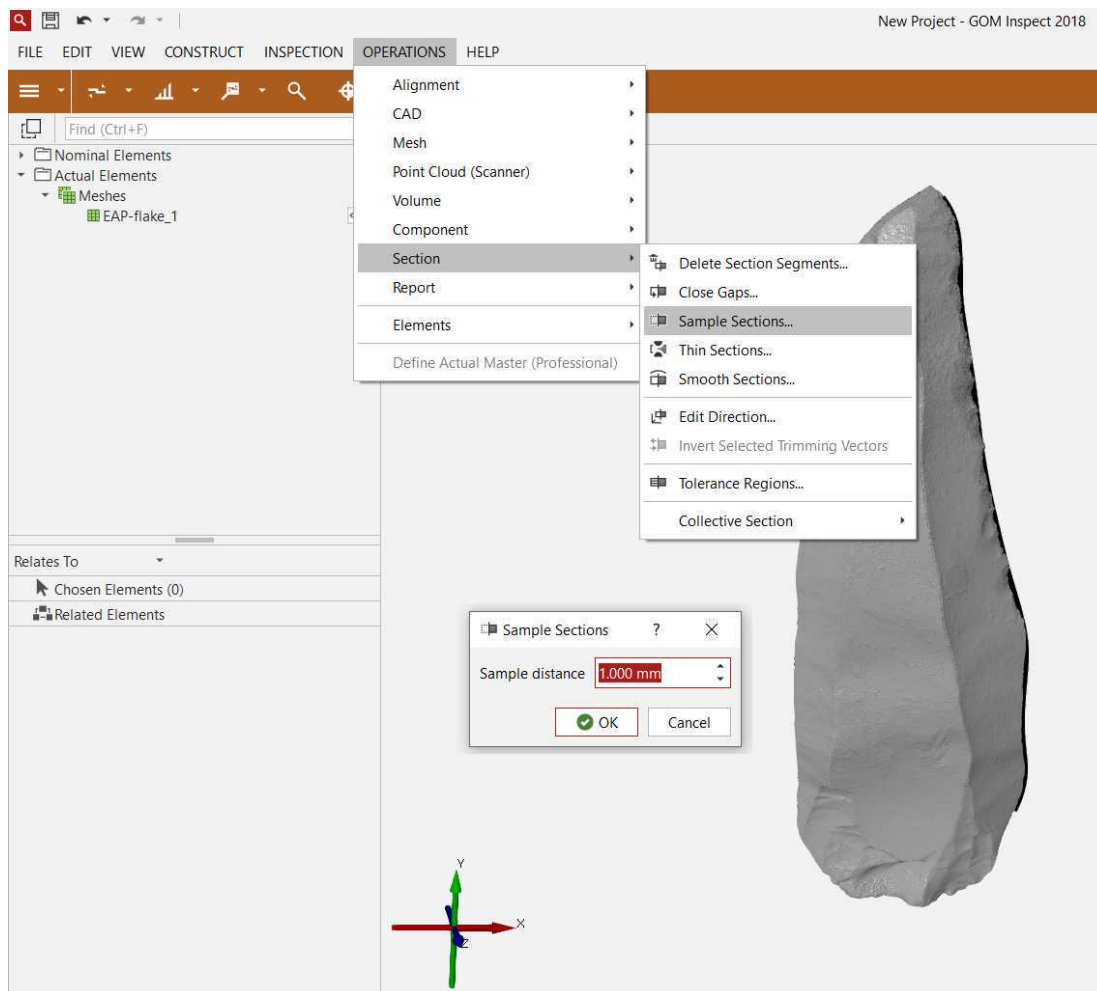 New Project - GOM Inspect 2018
FILE EDIT VIEW CONSTRUCT INSPECTION OPERATIONS HELP
Find (Ctrl+F)
Nominal Elements
Actual Elements
Meshes
EAP-flake_1
Alignment
CAD
Mesh
Point Cloud (Scanner)
Volume
Component
Section
Report
Elements
Define Actual Master (Professional)
Delete Section Segments...
Close Gaps...
Sample Sections...
Thin Sections...
Smooth Sections...
Edit Direction...
Invert Selected Trimming Vectors
Tolerance Regions...
Collective Section
Relates To
Chosen Elements (0)
Related Elements
Sample Sections ?
Sample distance 1.000 mm
OK Cancel
Y
X
Z